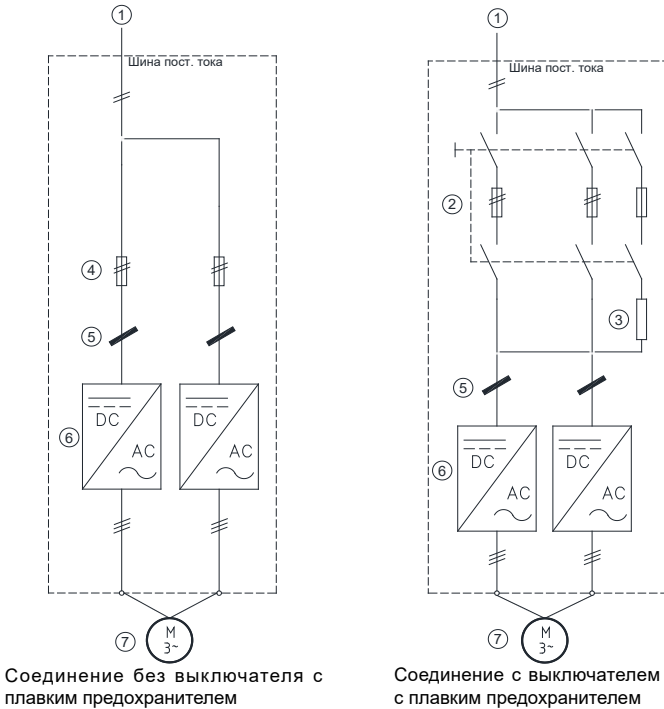 1
Шина пост. тока
4
5
6
DC
AC
DC
AC
7
M
3~
Соединение без выключателя с
плавким предохранителем
1
Шина пост. тока
2
3
5
6
DC
AC
DC
AC
7
M
3~
Соединение с выключателем
с плавким предохранителем